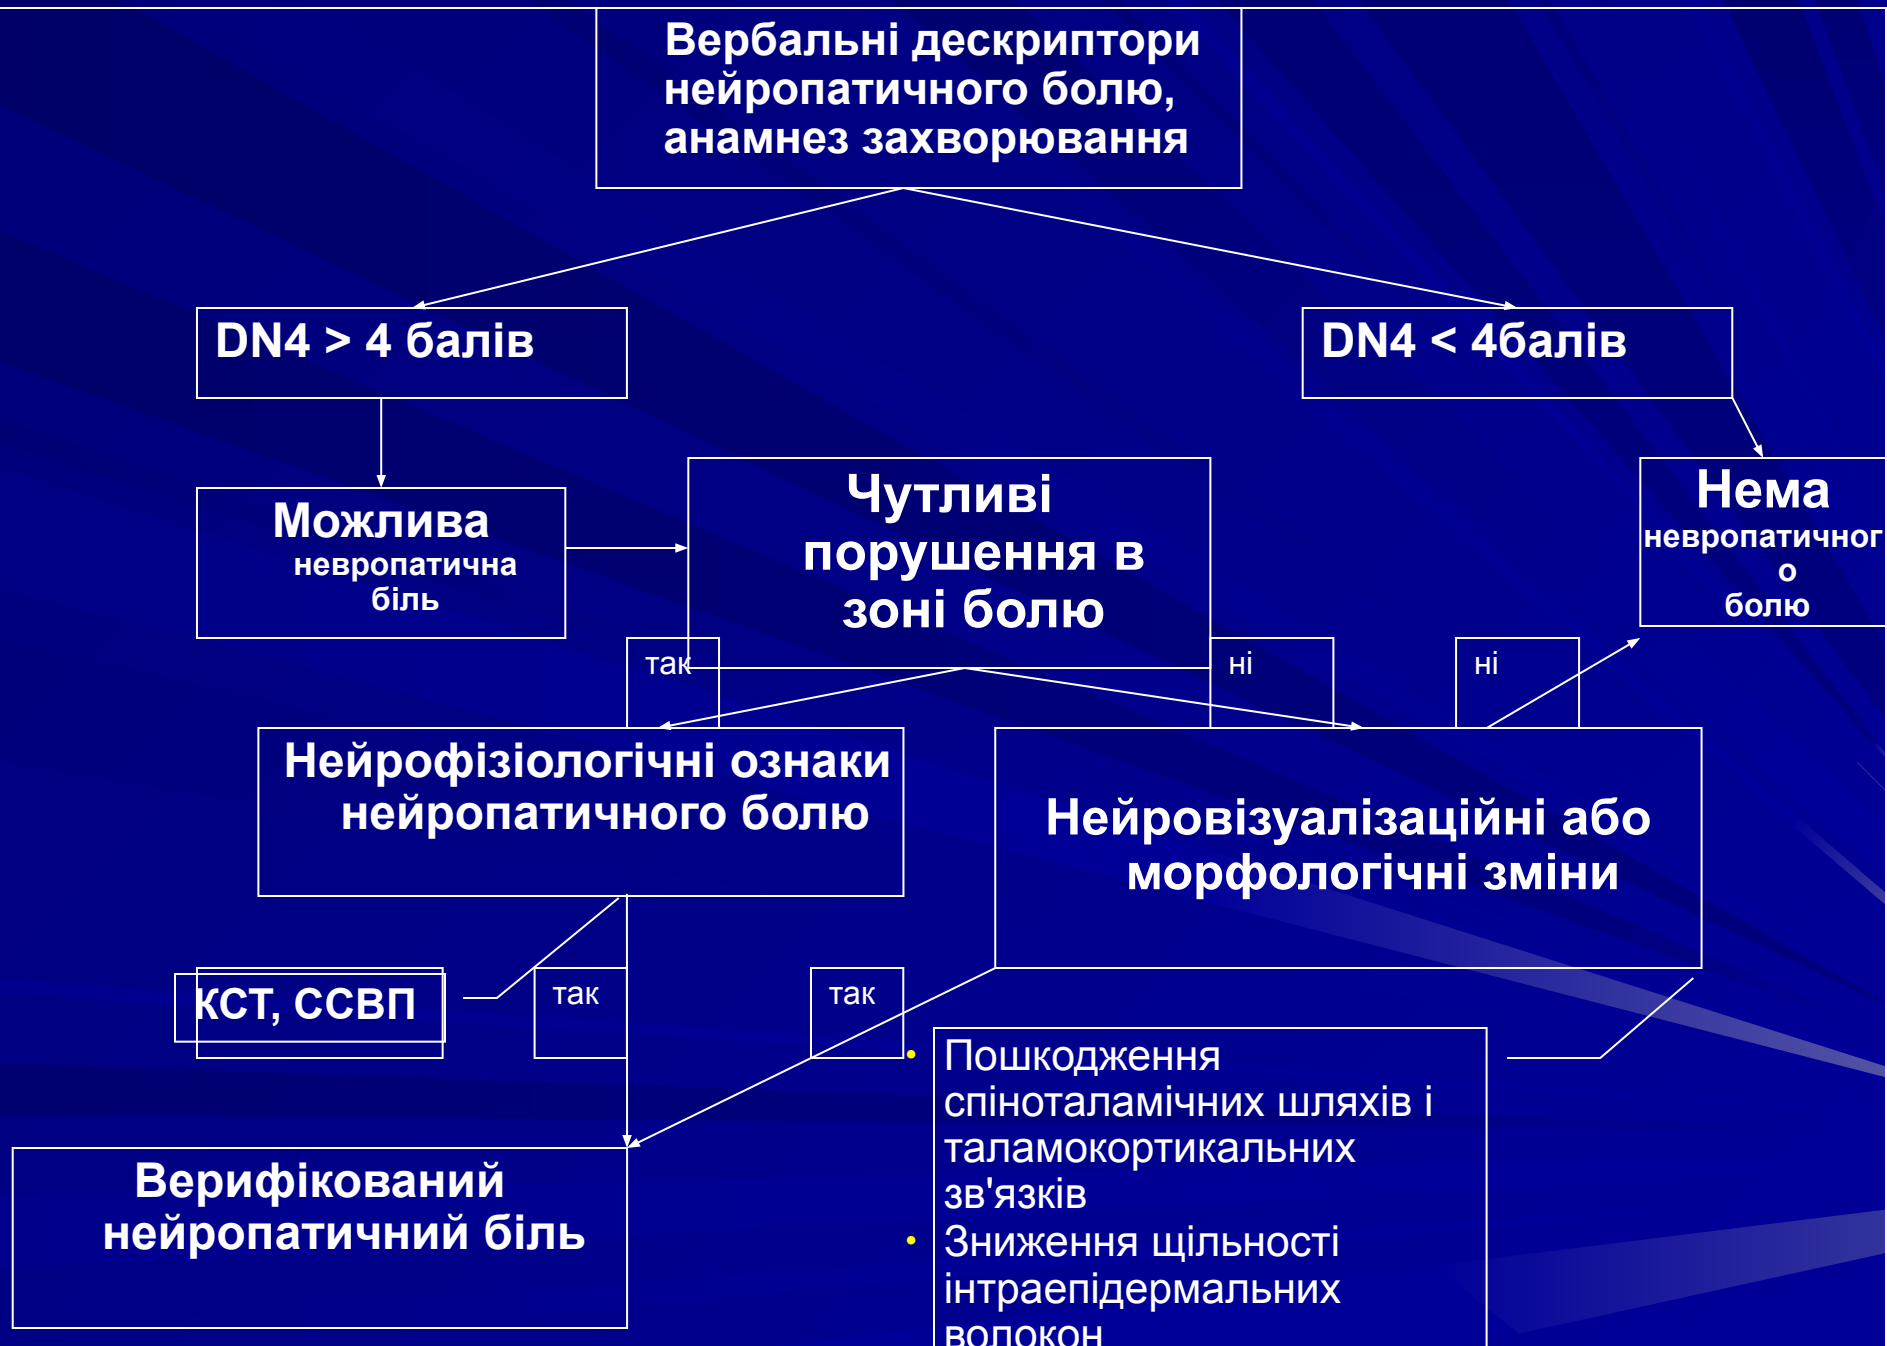 Вербальні дескриптори
нейропатичного болю,
анамнез захворювання
DN4 > 4 балів
DN4 < 4балів
Можлива
невропатична
біль
Чутливі
порушення в
зоні болю
Нема
невропатичног
о
болю
так
ні
ні
Нейрофізіологічні ознаки
нейропатичного болю
Нейровізуалізаційні або
морфологічні зміни
КСТ, ССВП
так
так
• Пошкодження
спіноталамічних шляхів і
таламокортикальних
зв'язків
• Зниження щільності
інтраепідермальних
волокон
Верифікований
нейропатичний біль